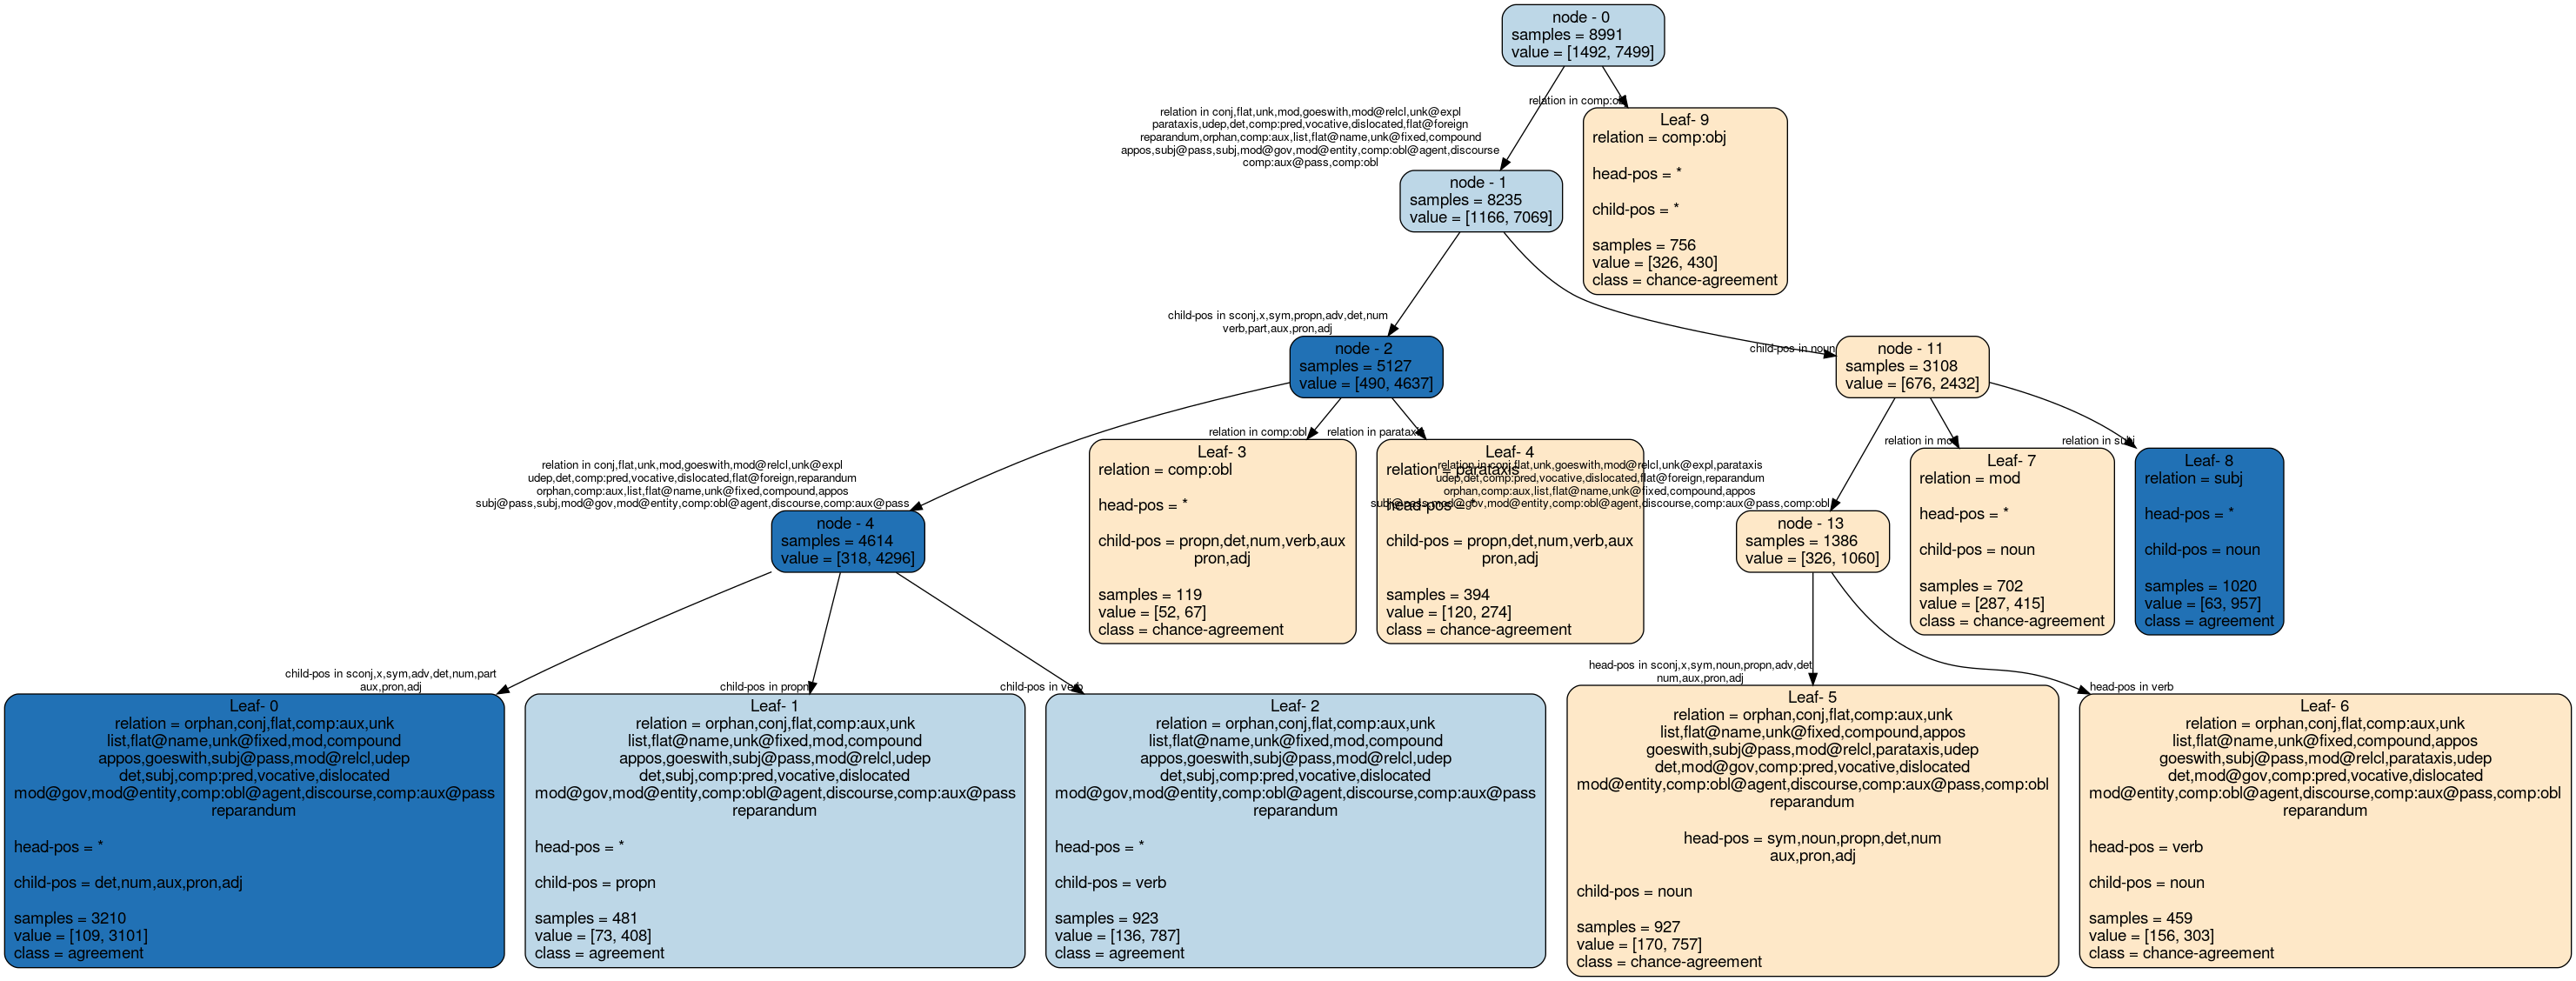 node - 0
samples = 8991
value = [1492, 7499]
relation in conj,flat,unk,mod,goeswith,mod@relcl,unk@expl
parataxis,udep,det,comp:pred,vocative,dislocated,flat@foreign
reparandum,orphan,comp:aux,list,flat@name,unk@fixed,compound
appos,subj@pass,subj,mod@gov,mod@entity,comp:obl@agent,discourse
comp:aux@pass,comp:obl
relation in comp:obj
Leaf- 9
relation = comp:obj
head-pos = *
child-pos = *
samples = 756
value = [326, 430]
class = chance-agreement
node - 1
samples = 8235
value = [1166, 7069]
child-pos in sconj,x,sym,propn,adv,det,num
verb,part,aux,pron,adj
node - 2
samples = 5127
value = [490, 4637]
child-pos in noun
node - 11
samples = 3108
value = [676, 2432]
relation in conj,flat,unk,mod,goeswith,mod@relcl,unk@expl
udep,det,comp:pred,vocative,dislocated,flat@foreign,reparandum
orphan,comp:aux,list,flat@name,unk@fixed,compound,appos
subj@pass,subj,mod@gov,mod@entity,comp:obl@agent,discourse,comp:aux@pass
node - 4
samples = 4614
value = [318, 4296]
relation in comp:obl
Leaf- 3
relation = comp:obl
head-pos = *
child-pos = propn,det,num,verb,aux
pron,adj
samples = 119
value = [52, 67]
class = chance-agreement
relation in parataxis
Leaf- 4
relation = parataxis
head-pos = *
child-pos = propn,det,num,verb,aux
pron,adj
samples = 394
value = [120, 274]
class = chance-agreement
relation in conj,flat,unk,goeswith,mod@relcl,unk@expl,parataxis
udep,det,comp:pred,vocative,dislocated,flat@foreign,reparandum
orphan,comp:aux,list,flat@name,unk@fixed,compound,appos
subj@pass,mod@gov,mod@entity,comp:obl@agent,discourse,comp:aux@pass,comp:obl
node - 13
samples = 1386
value = [326, 1060]
relation in mod
Leaf- 7
relation = mod
head-pos = *
child-pos = noun
samples = 702
value = [287, 415]
class = chance-agreement
relation in subj
Leaf- 8
relation = subj
head-pos = *
child-pos = noun
samples = 1020
value = [63, 957]
class = agreement
child-pos in sconj,x,sym,adv,det,num,part
aux,pron,adj
Leaf- 0
relation = orphan,conj,flat,comp:aux,unk
list,flat@name,unk@fixed,mod,compound
appos,goeswith,subj@pass,mod@relcl,udep
det,subj,comp:pred,vocative,dislocated
mod@gov,mod@entity,comp:obl@agent,discourse,comp:aux@pass
reparandum
head-pos = *
child-pos = det,num,aux,pron,adj
samples = 3210
value = [109, 3101]
class = agreement
child-pos in propn
Leaf- 1
relation = orphan,conj,flat,comp:aux,unk
list,flat@name,unk@fixed,mod,compound
appos,goeswith,subj@pass,mod@relcl,udep
det,subj,comp:pred,vocative,dislocated
mod@gov,mod@entity,comp:obl@agent,discourse,comp:aux@pass
reparandum
head-pos = *
child-pos = propn
samples = 481
value = [73, 408]
class = agreement
child-pos in verb
Leaf- 2
relation = orphan,conj,flat,comp:aux,unk
list,flat@name,unk@fixed,mod,compound
appos,goeswith,subj@pass,mod@relcl,udep
det,subj,comp:pred,vocative,dislocated
mod@gov,mod@entity,comp:obl@agent,discourse,comp:aux@pass
reparandum
head-pos = *
child-pos = verb
samples = 923
value = [136, 787]
class = agreement
head-pos in sconj,x,sym,noun,propn,adv,det
num,aux,pron,adj
Leaf- 5
relation = orphan,conj,flat,comp:aux,unk
list,flat@name,unk@fixed,compound,appos
goeswith,subj@pass,mod@relcl,parataxis,udep
det,mod@gov,comp:pred,vocative,dislocated
mod@entity,comp:obl@agent,discourse,comp:aux@pass,comp:obl
reparandum
head-pos = sym,noun,propn,det,num
aux,pron,adj
child-pos = noun
samples = 927
value = [170, 757]
class = chance-agreement
head-pos in verb
Leaf- 6
relation = orphan,conj,flat,comp:aux,unk
list,flat@name,unk@fixed,compound,appos
goeswith,subj@pass,mod@relcl,parataxis,udep
det,mod@gov,comp:pred,vocative,dislocated
mod@entity,comp:obl@agent,discourse,comp:aux@pass,comp:obl
reparandum
head-pos = verb
child-pos = noun
samples = 459
value = [156, 303]
class = chance-agreement